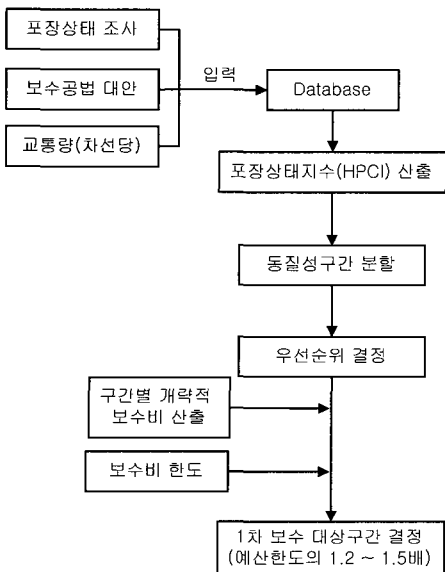 포장상태 조사
보수공법 대안
교통량(차선당)
입력
Database
포장상태지수(HPCI) 산출
동질성구간 분할
우선순위 결정
구간별 개략적
보수비 산출
보수비 한도
1차 보수 대상구간 결정
(예산한도의 1.2 ~ 1.5배)